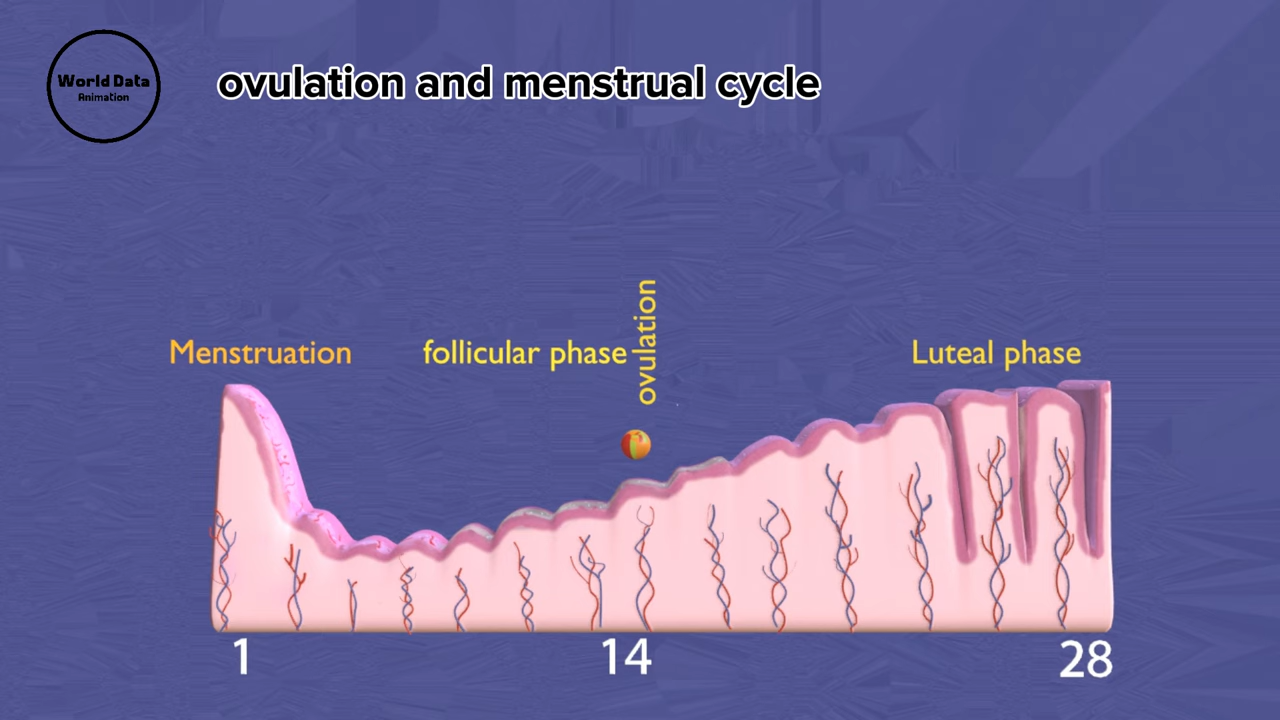 World Data
Animation
ovulation and menstrual cycle
Menstruation
follicular phase
ovulation
Luteal phase
1
14
28